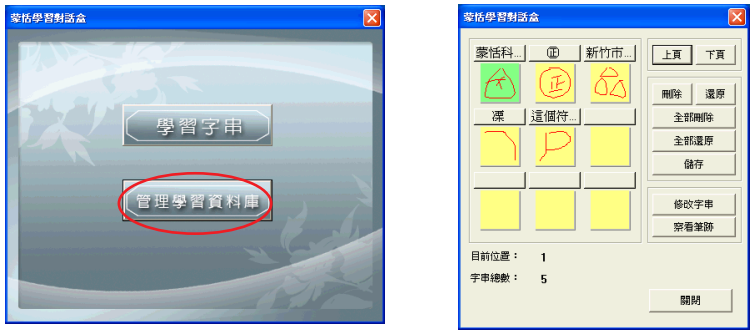 蒙恬學習對話盒
學習字串
管理學習資料庫
蒙恬學習對話盒
蒙恬科... 正 新竹市...
正
凜 這個符...
上頁 下頁
刪除 還原
全部刪除
全部還原
儲存
修改字串
察看筆跡
目前位置: 1
字串總數: 5
關閉